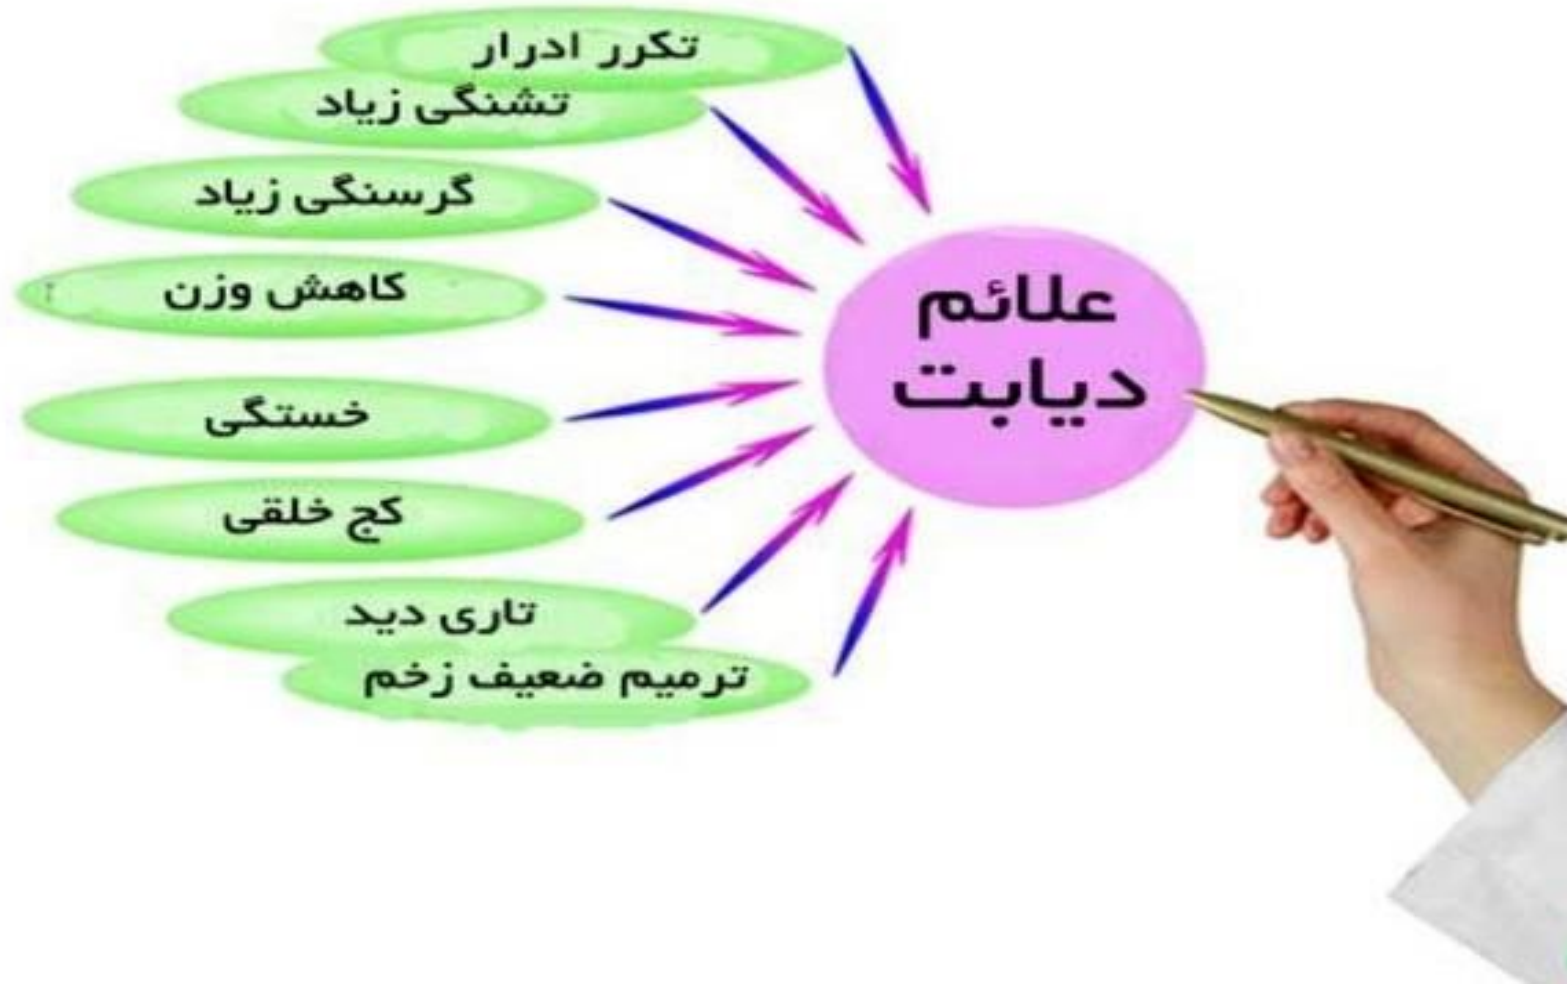 علائم
دیابت
تکرر ادرار
تشنگی زیاد
گرسنگی زیاد
کاهش وزن
خستگی
کج خلقی
تاری دید
ترمیم ضعیف زخم